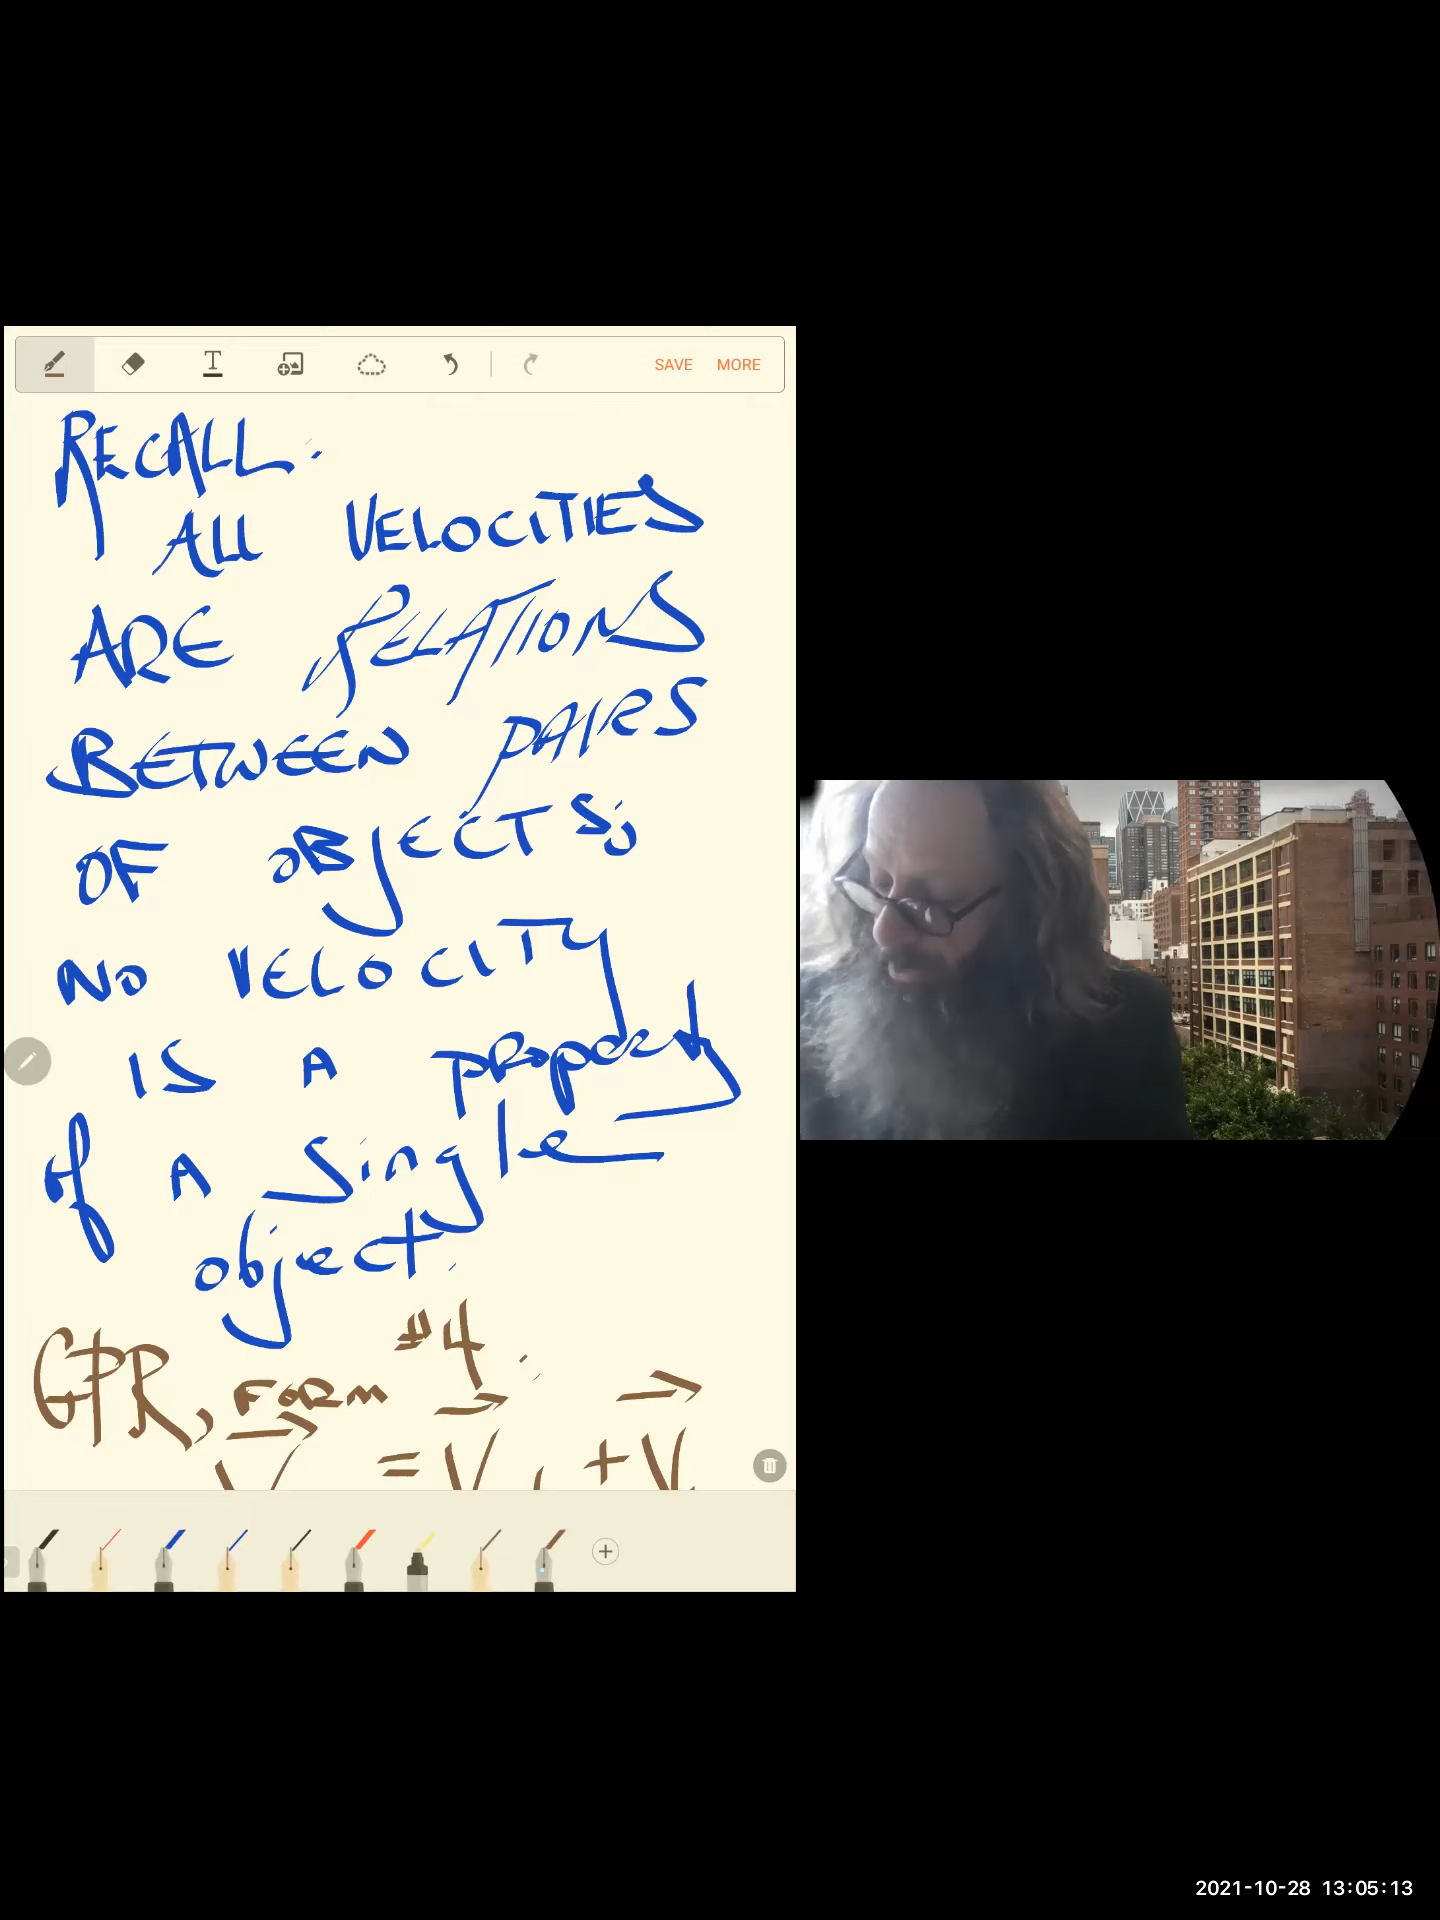 T
SAVE MORE
RECALL:
ALL VELOCITIES
ARE RELATIONS
BETWEEN PAIRS
OF OBJECTS;
NO VELOCITY
IS A property
of A Single
object.
GPR, FORM #4:
V = V + V
2021-10-28 13:05:13